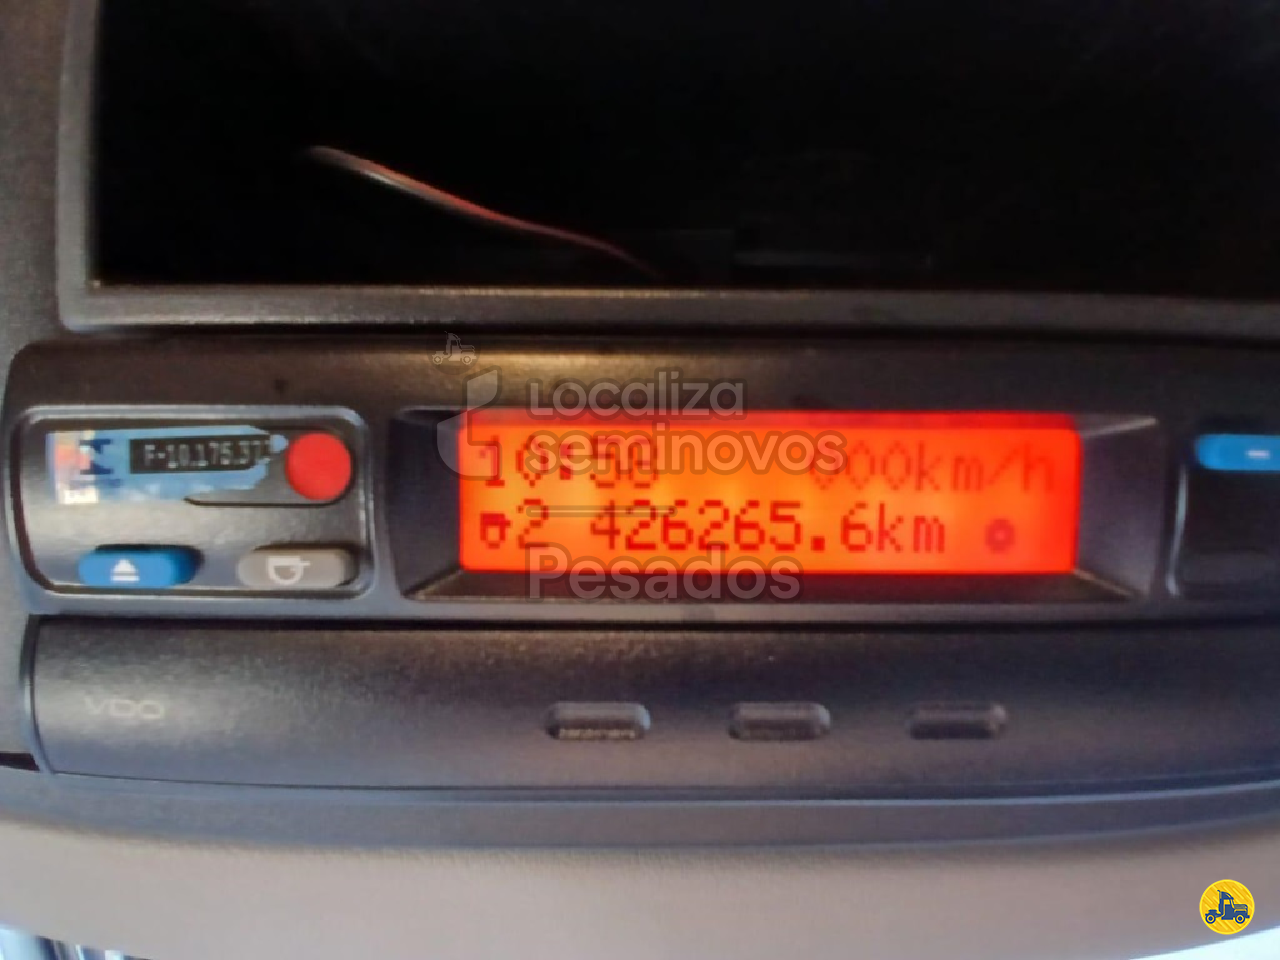 LOCALIZA
seminovos
Pesados
F-10.175.37
10:58 000km/h
2 426265.6km
VDO